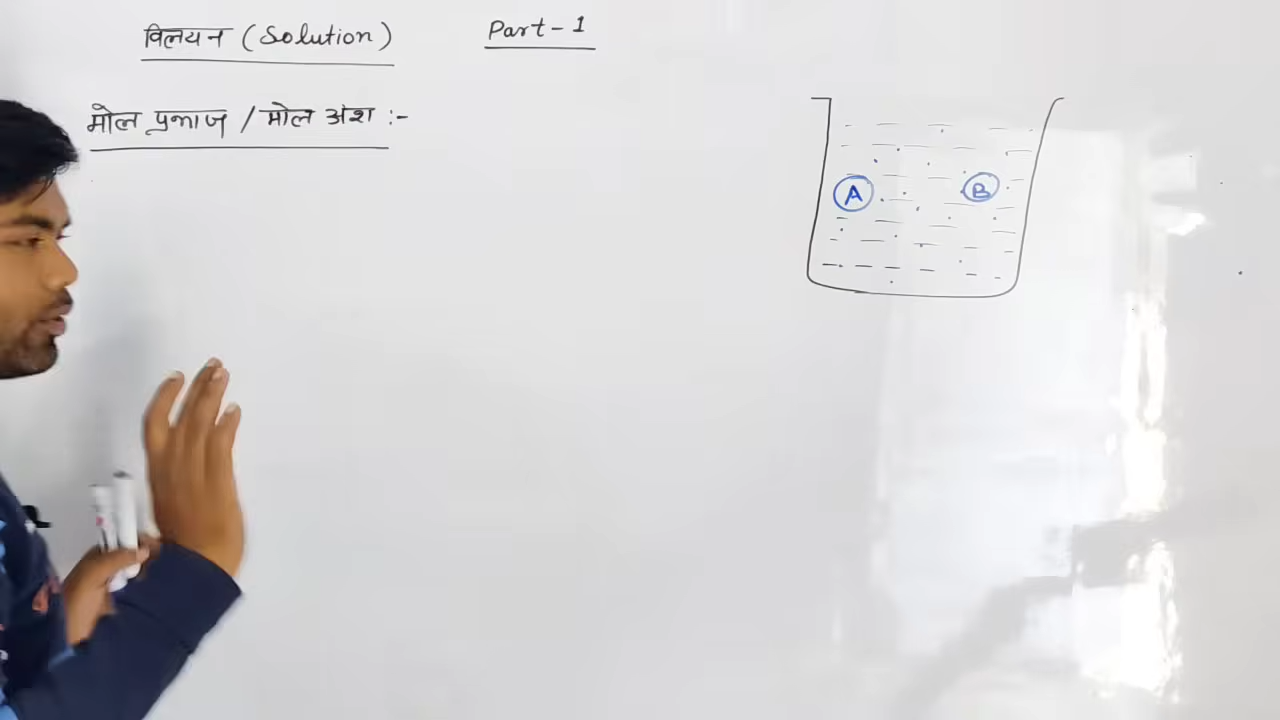 विलयन (Solution) Part-1
मोल प्रभाज / मोल अंश :-
A B